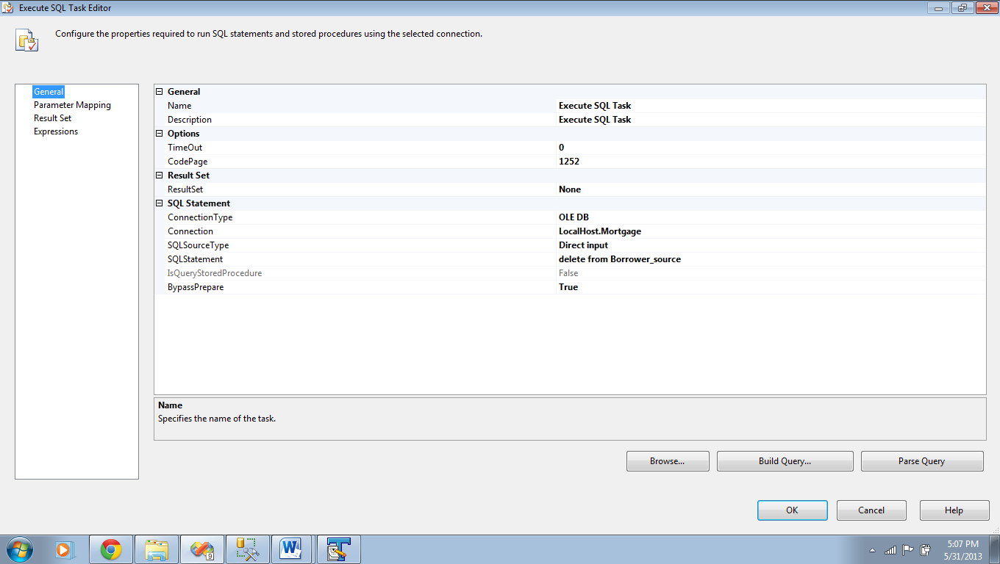 Execute SQL Task Editor
Configure the properties required to run SQL statements and stored procedures using the selected connection.
General
Parameter Mapping
Result Set
Expressions
General
Name Execute SQL Task
Description Execute SQL Task
Options
TimeOut 0
CodePage 1252
Result Set
ResultSet None
SQL Statement
ConnectionType OLE DB
Connection LocalHost.Mortgage
SQLSourceType Direct input
SQLStatement delete from Borrower_source
IsQueryStoredProcedure False
BypassPrepare True
Name
Specifies the name of the task.
Browse... Build Query... Parse Query
OK Cancel Help
9
W
5:07 PM
5/31/2013